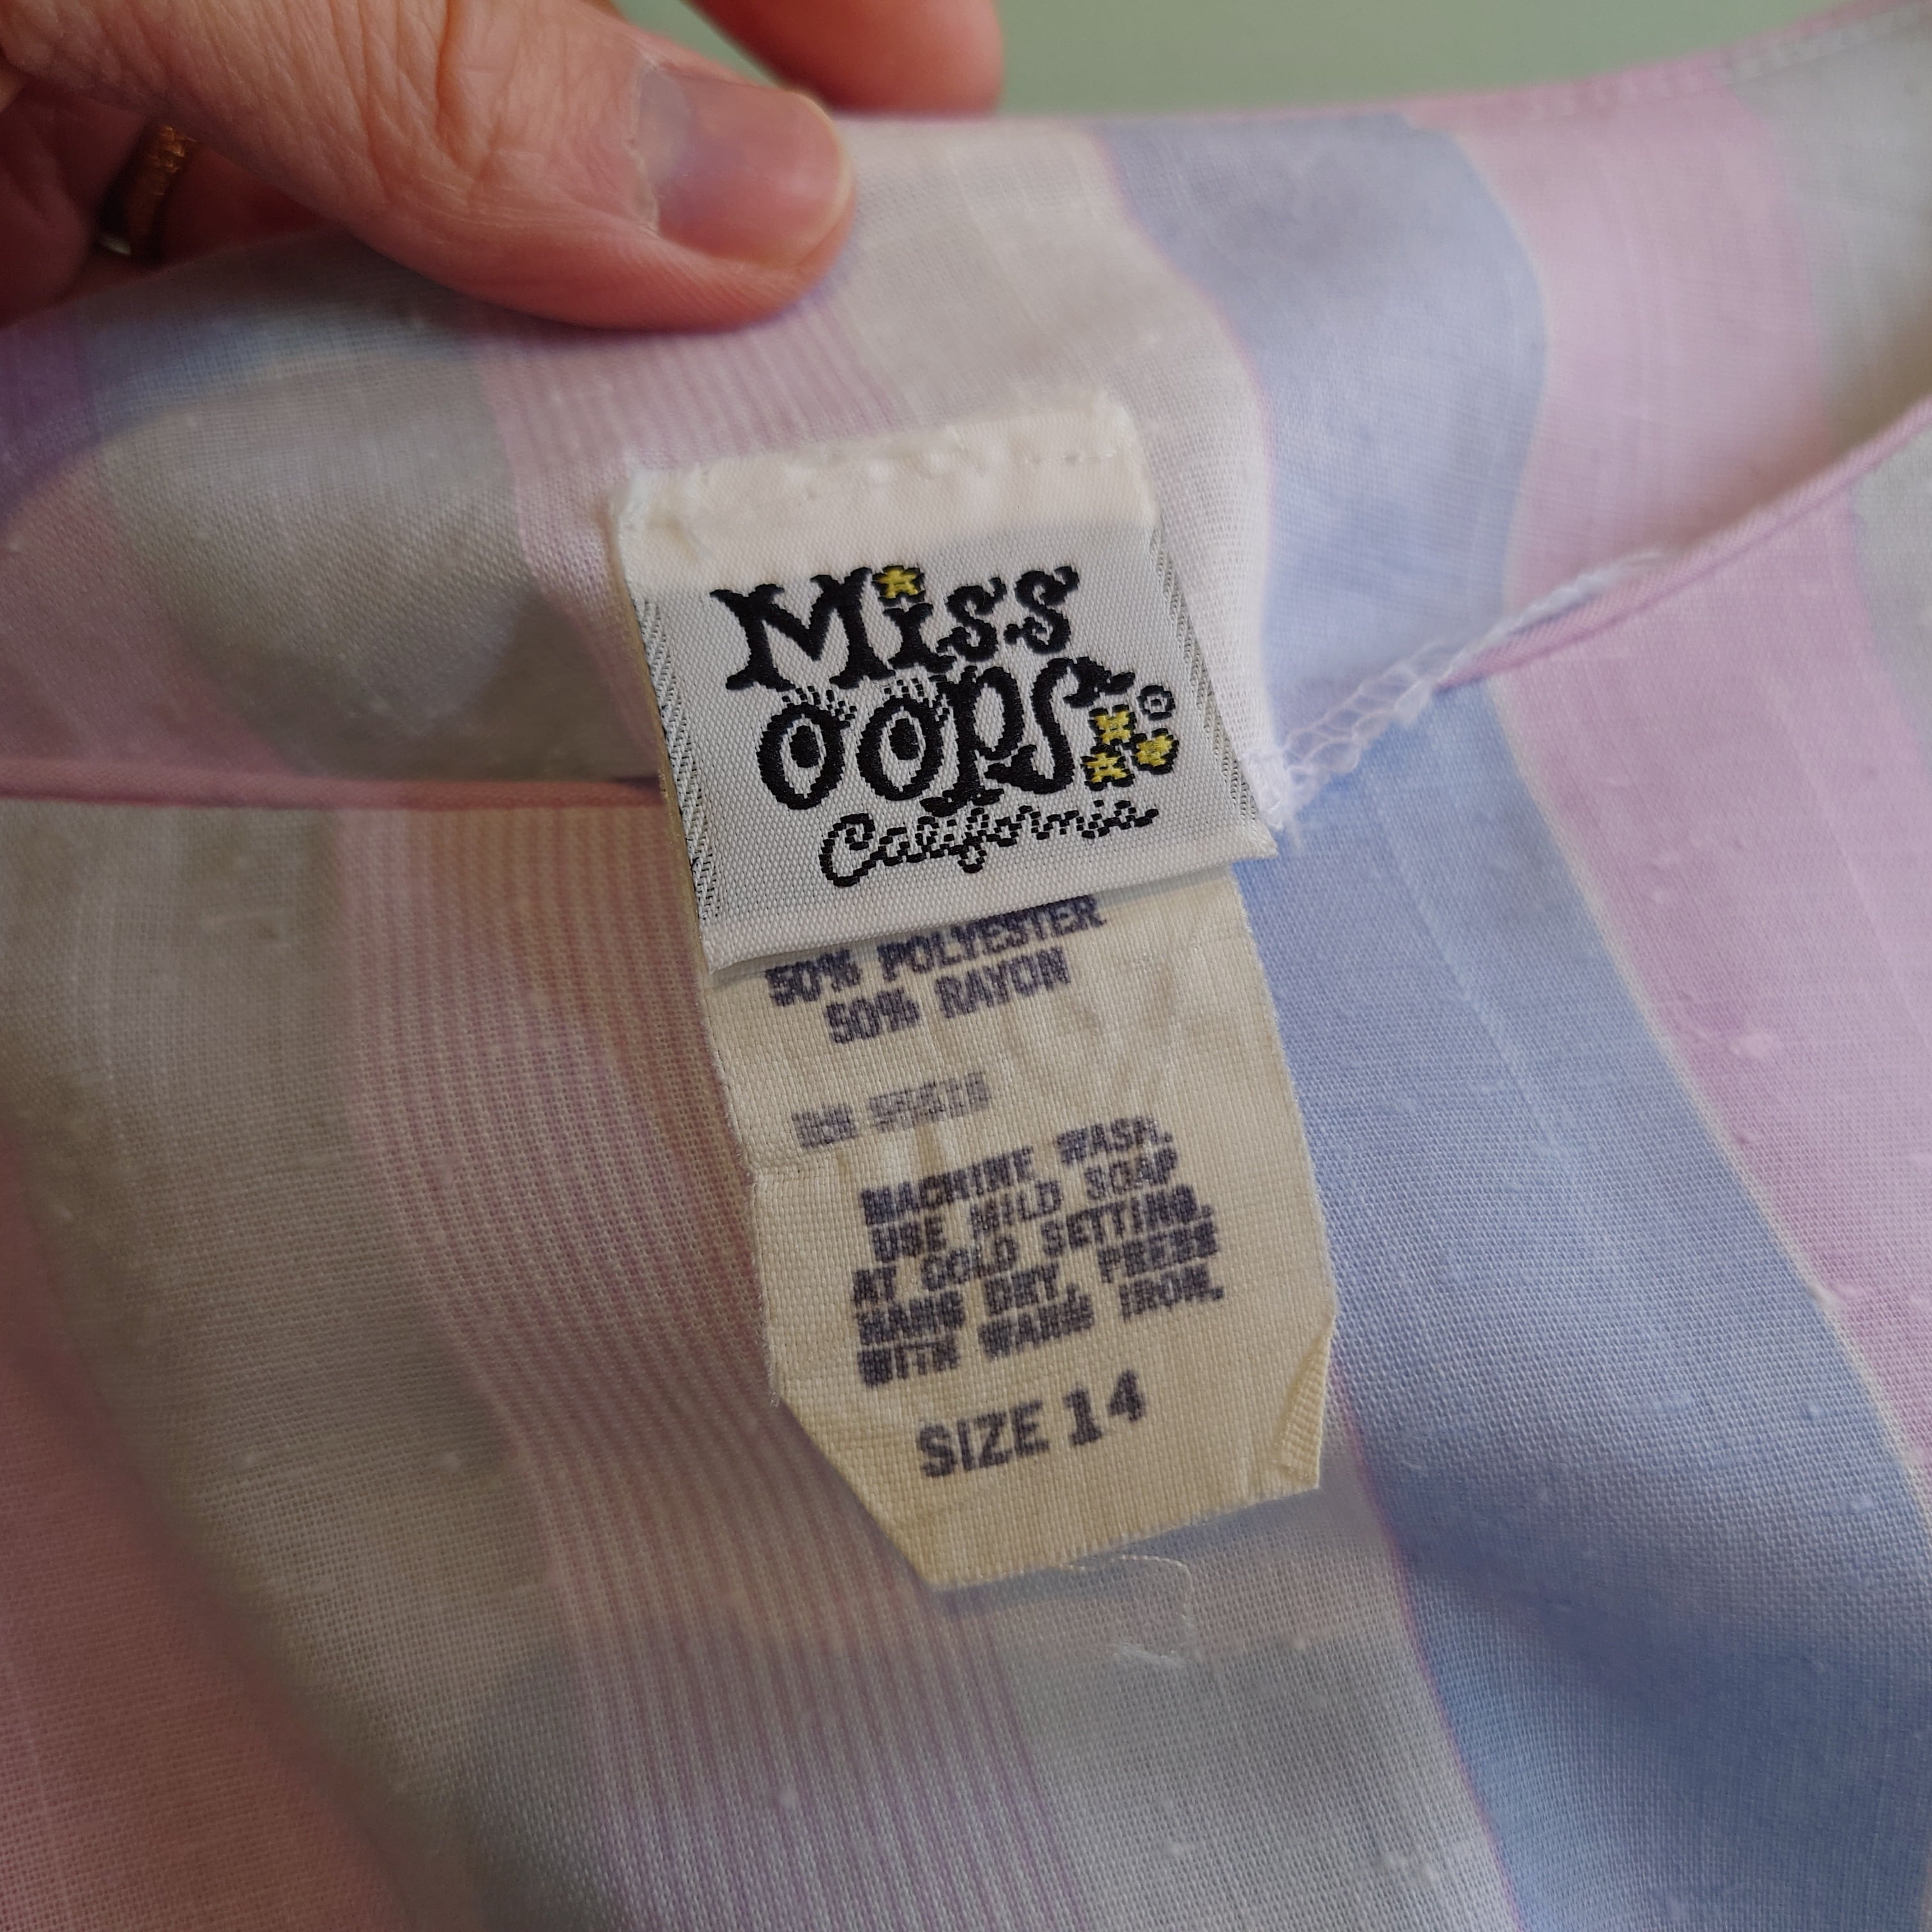 Miss
OOPS
California
50% POLYESTER
50% RAYON
RN
MACHINE WASH.
USE MILD SOAP
AT COLD SETTING.
HANG DRY, PRESS
WITH WARM IRON.
SIZE 14